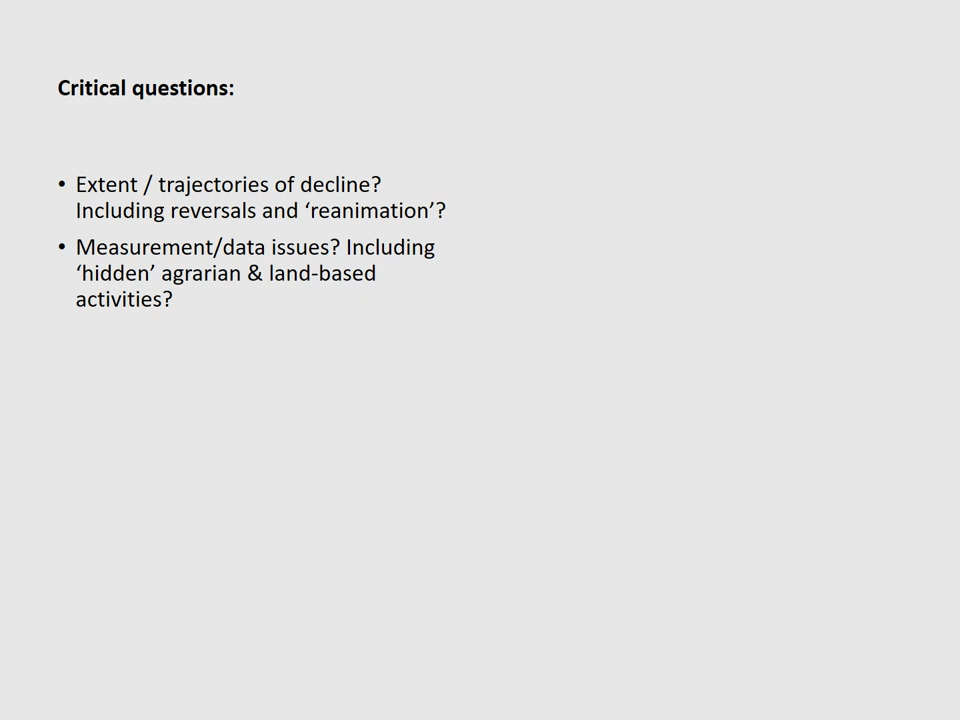 Critical questions:
• Extent / trajectories of decline?
Including reversals and ‘reanimation’?
• Measurement/data issues? Including
‘hidden’ agrarian & land-based
activities?